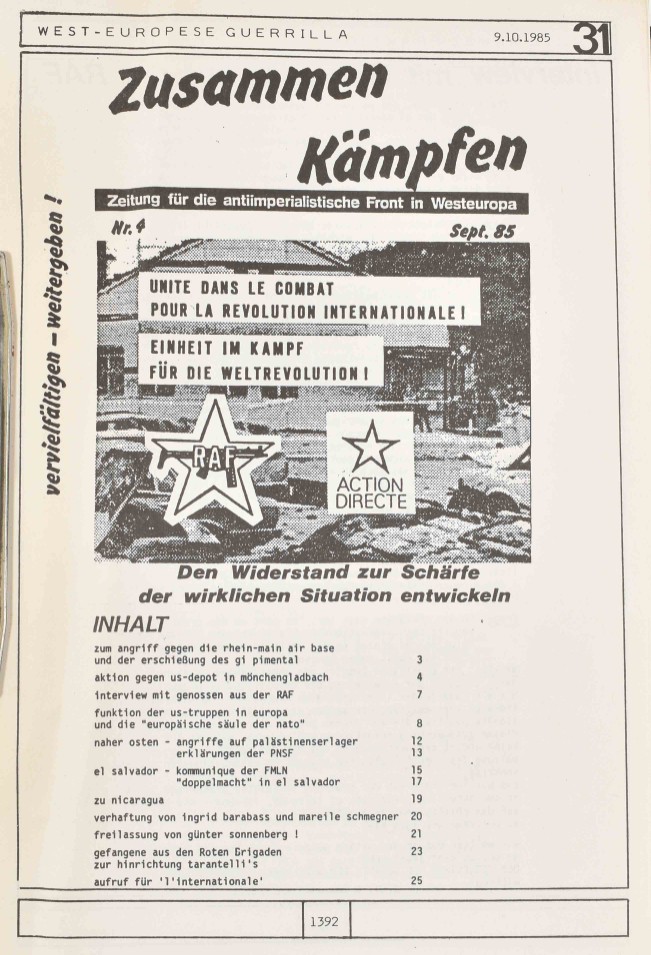 WEST-EUROPESE GUERRILLA 9.10.1985 31
Zusammen
Kämpfen
Zeitung für die antiimperialistische Front in Westeuropa
Nr. 4 Sept. 85
vervielfältigen – weitergeben !
UNITE DANS LE COMBAT
POUR LA REVOLUTION INTERNATIONALE !
EINHEIT IM KAMPF
FÜR DIE WELTREVOLUTION !
RAF
ACTION
DIRECTE
Den Widerstand zur Schärfe
der wirklichen Situation entwickeln
INHALT
zum angriff gegen die rhein-main air base
und der erschießung des gi pimental 3
aktion gegen us-depot in mönchengladbach 4
interview mit genossen aus der RAF 7
funktion der us-truppen in europa
und die "europäische säule der nato" 8
naher osten - angriffe auf palästinenserlager 12
erklärungen der PNSF 13
el salvador - kommunique der FMLN 15
"doppelmacht" in el salvador 17
zu nicaragua 19
verhaftung von ingrid barabass und mareile schmegner 20
freilassung von günter sonnenberg ! 21
gefangene aus den Roten Brigaden 23
zur hinrichtung tarantelli's
aufruf für 'l'internationale' 25
1392